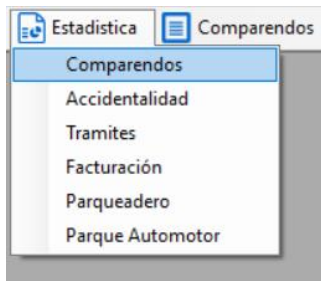 Estadistica Comparendos
Comparendos
Accidentalidad
Tramites
Facturación
Parqueadero
Parque Automotor